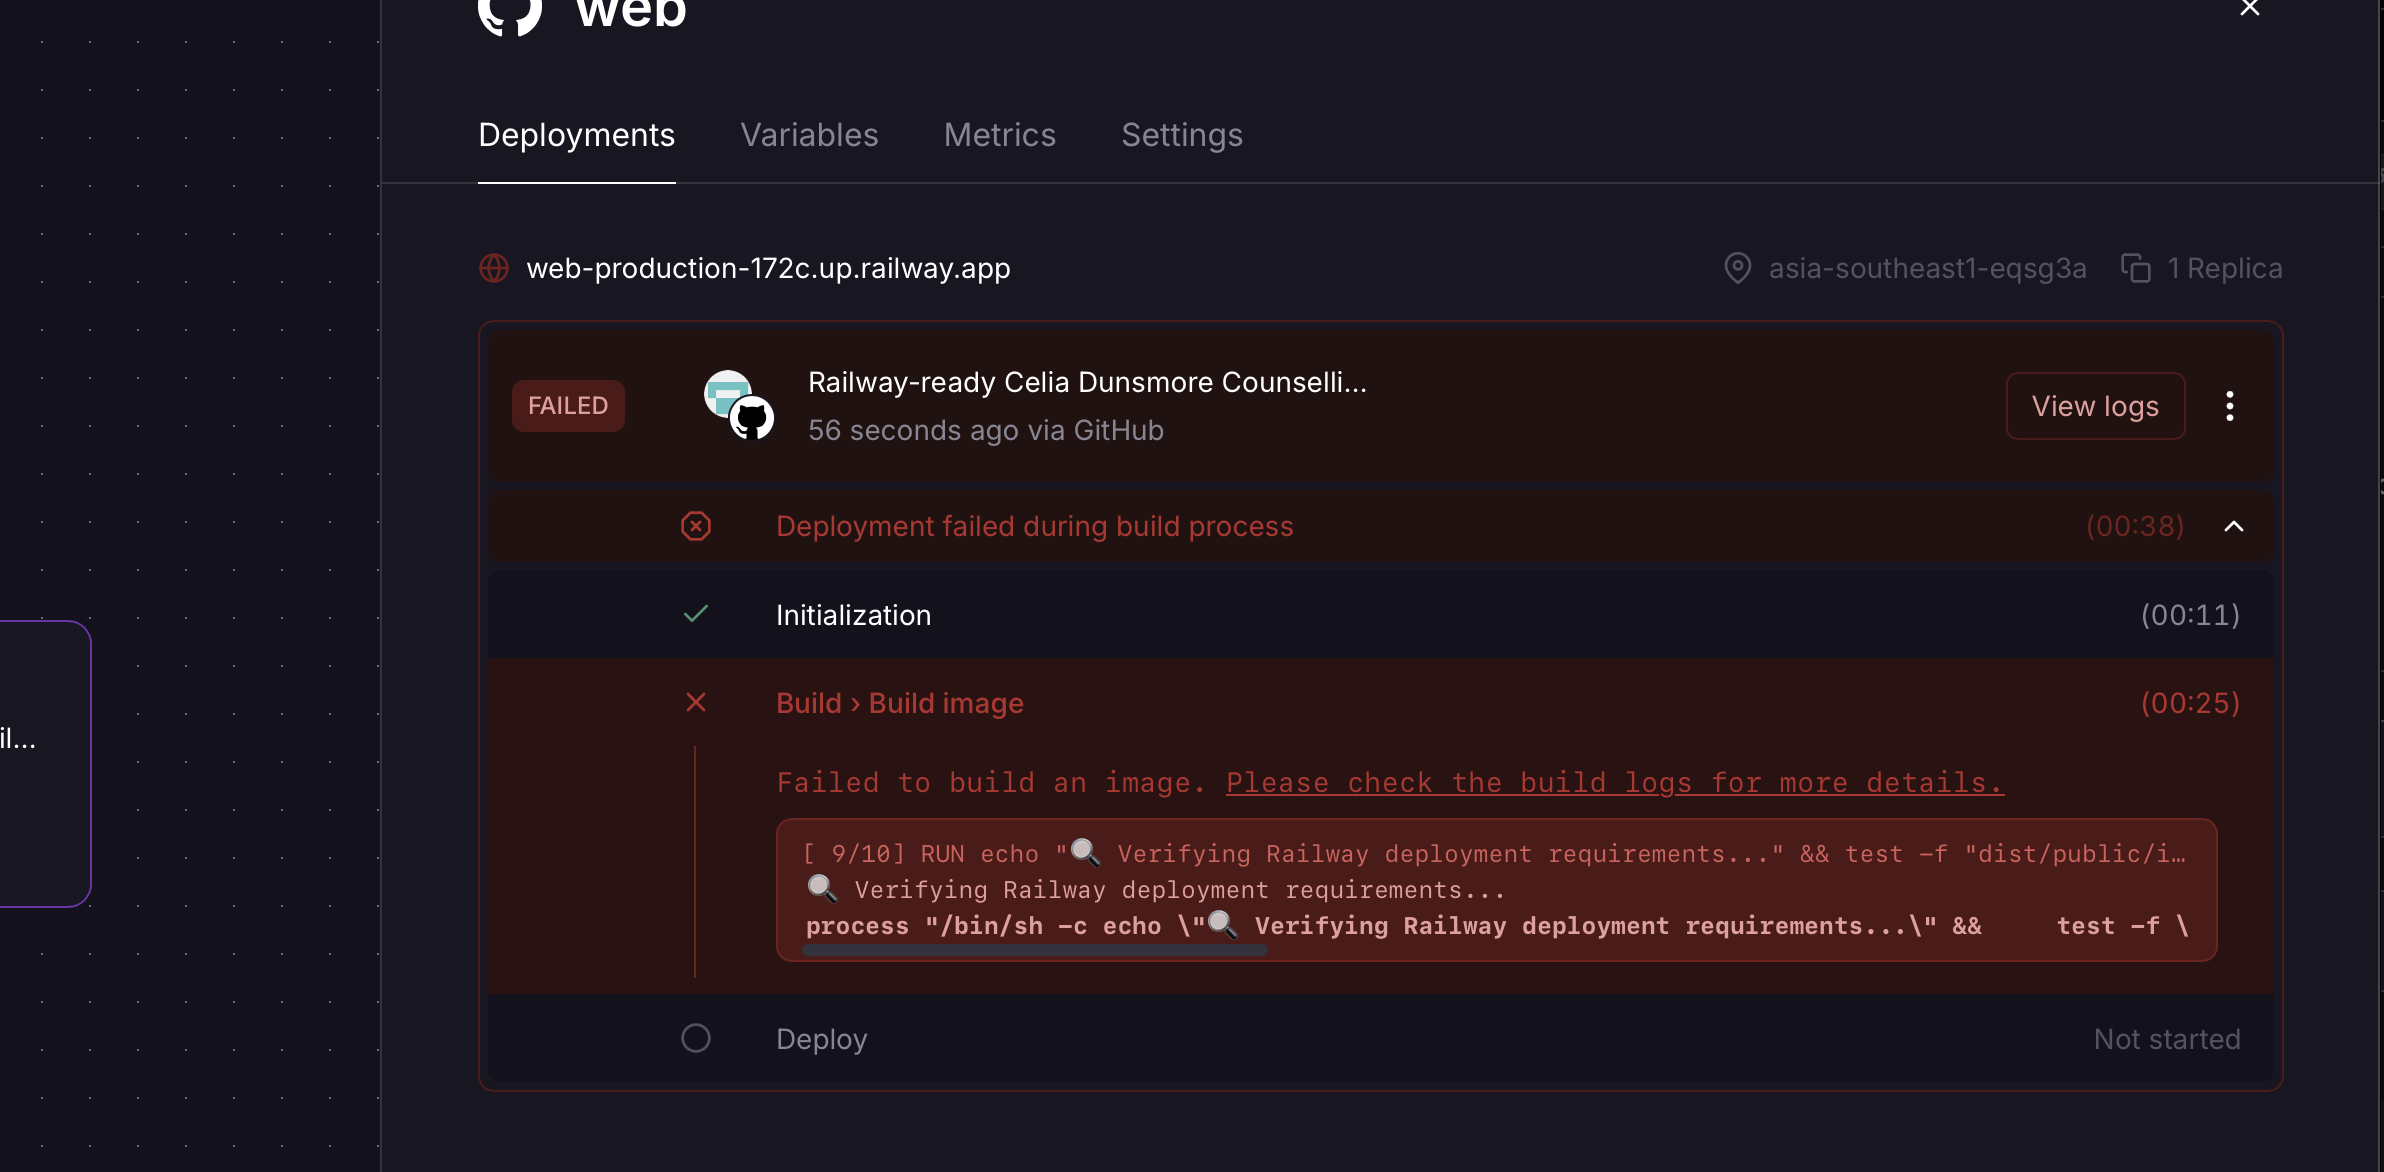 web
Deployments Variables Metrics Settings
web-production-172c.up.railway.app asia-southeast1-eqsg3a 1 Replica
FAILED Railway-ready Celia Dunsmore Counselli... View logs
56 seconds ago via GitHub
Deployment failed during build process (00:38)
Initialization (00:11)
Build › Build image (00:25)
il...
Failed to build an image. Please check the build logs for more details.
[ 9/10] RUN echo "🔍 Verifying Railway deployment requirements..." && test -f "dist/public/i…
🔍 Verifying Railway deployment requirements...
process "/bin/sh -c echo \"🔍 Verifying Railway deployment requirements...\" &&     test -f \
Deploy Not started